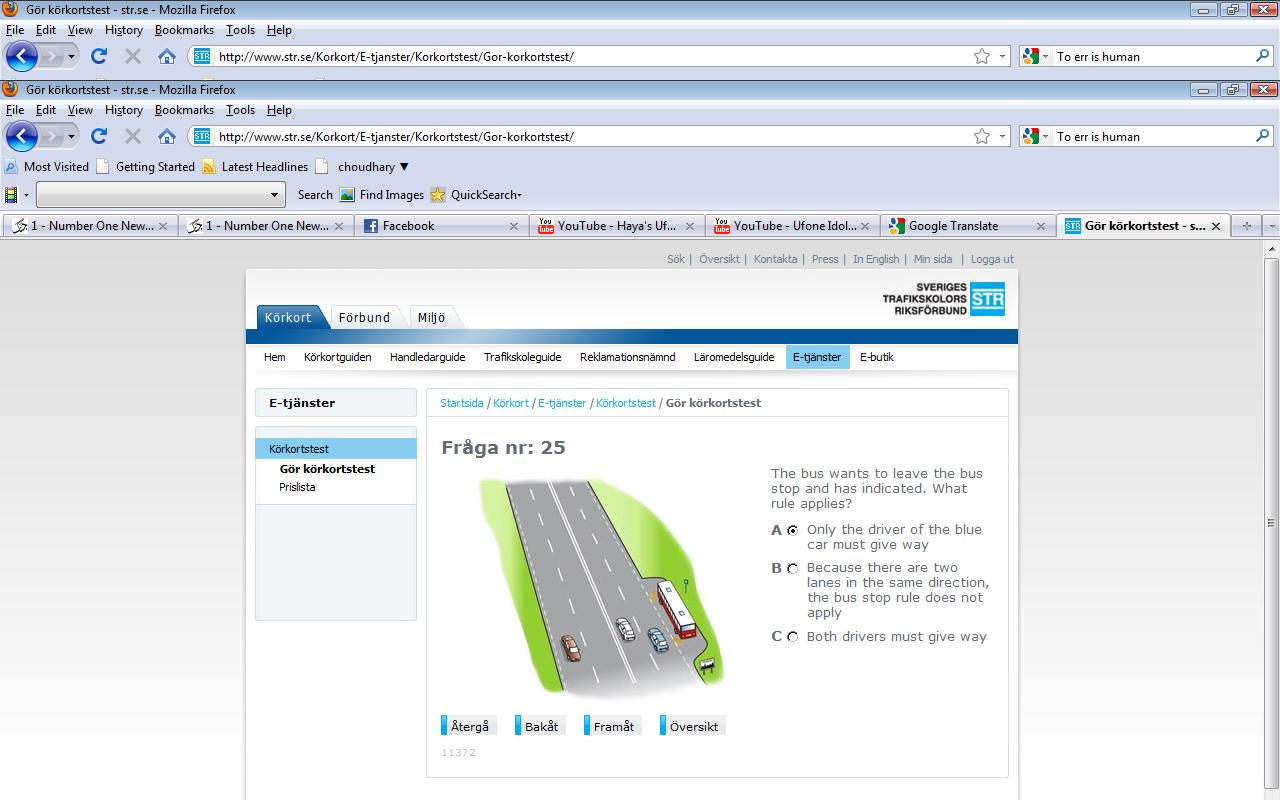 Gör körkortstest - str.se - Mozilla Firefox
File Edit View History Bookmarks Tools Help
STR http://www.str.se/Korkort/E-tjanster/Korkortstest/Gor-korkortstest/ To err is human
Gör körkortstest - str.se - Mozilla Firefox
File Edit View History Bookmarks Tools Help
STR http://www.str.se/Korkort/E-tjanster/Korkortstest/Gor-korkortstest/ To err is human
Most Visited Getting Started Latest Headlines choudhary ▼
Search Find Images QuickSearch
1 - Number One New... 1 - Number One New... Facebook YouTube - Haya's Uf... YouTube - Ufone Idol... Google Translate Gör körkortstest - s...
Sök | Översikt | Kontakta | Press | In English | Min sida | Logga ut
SVERIGES
TRAFIKSKOLORS STR
RIKSFÖRBUND
Körkort Förbund Miljö
Hem Körkortguiden Handledarguide Trafikskoleguide Reklamationsnämnd Läromedelsguide E-tjänster E-butik
E-tjänster
Körkortstest
Gör körkortstest
Prislista
Startsida / Körkort / E-tjänster / Körkortstest / Gör körkortstest
Fråga nr: 25
The bus wants to leave the bus
stop and has indicated. What
rule applies?
A Only the driver of the blue
car must give way
B Because there are two
lanes in the same direction,
the bus stop rule does not
apply
C Both drivers must give way
Återgå Bakåt Framåt Översikt
11372